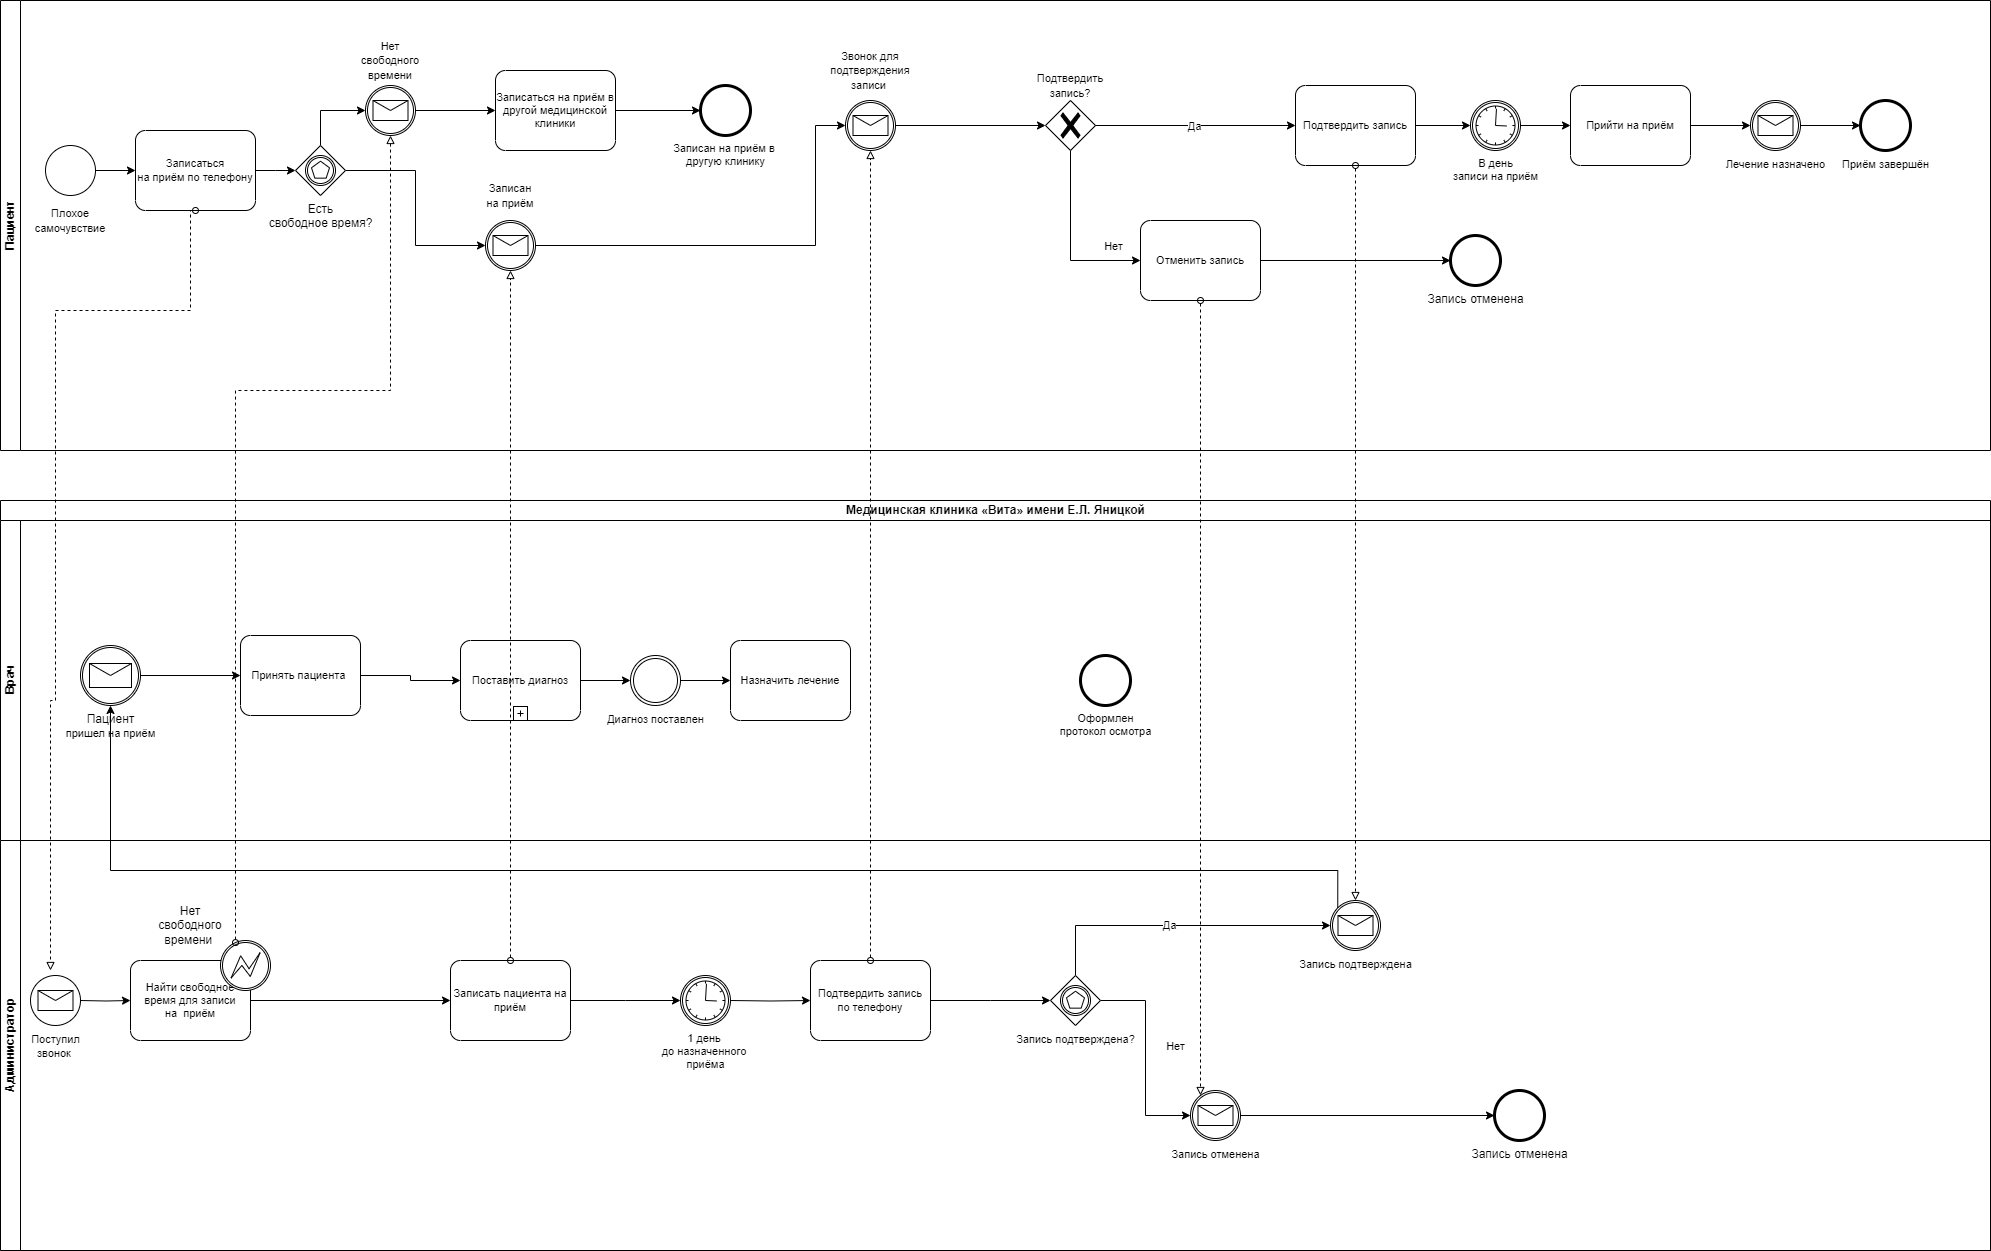 Пациент
Плохое
самочувствие
Записаться
на приём по телефону
Есть
свободное время?
Нет
свободного
времени
Записаться на приём в
другой медицинской
клиники
Записан на приём в
другую клинику
Записан
на приём
Звонок для
подтверждения
записи
Подтвердить
запись?
Да
Нет
Подтвердить запись
В день
записи на приём
Прийти на приём
Лечение назначено
Приём завершён
Отменить запись
Запись отменена
Медицинская клиника «Вита» имени Е.Л. Яницкой
Врач
Пациент
пришел на приём
Принять пациента
Поставить диагноз
Диагноз поставлен
Назначить лечение
Оформлен
протокол осмотра
Администратор
Поступил
звонок
Нет
свободного
времени
Найти свободное
время для записи
на приём
Записать пациента на
приём
1 день
до назначенного
приёма
Подтвердить запись
по телефону
Запись подтверждена?
Да
Нет
Запись подтверждена
Запись отменена
Запись отменена